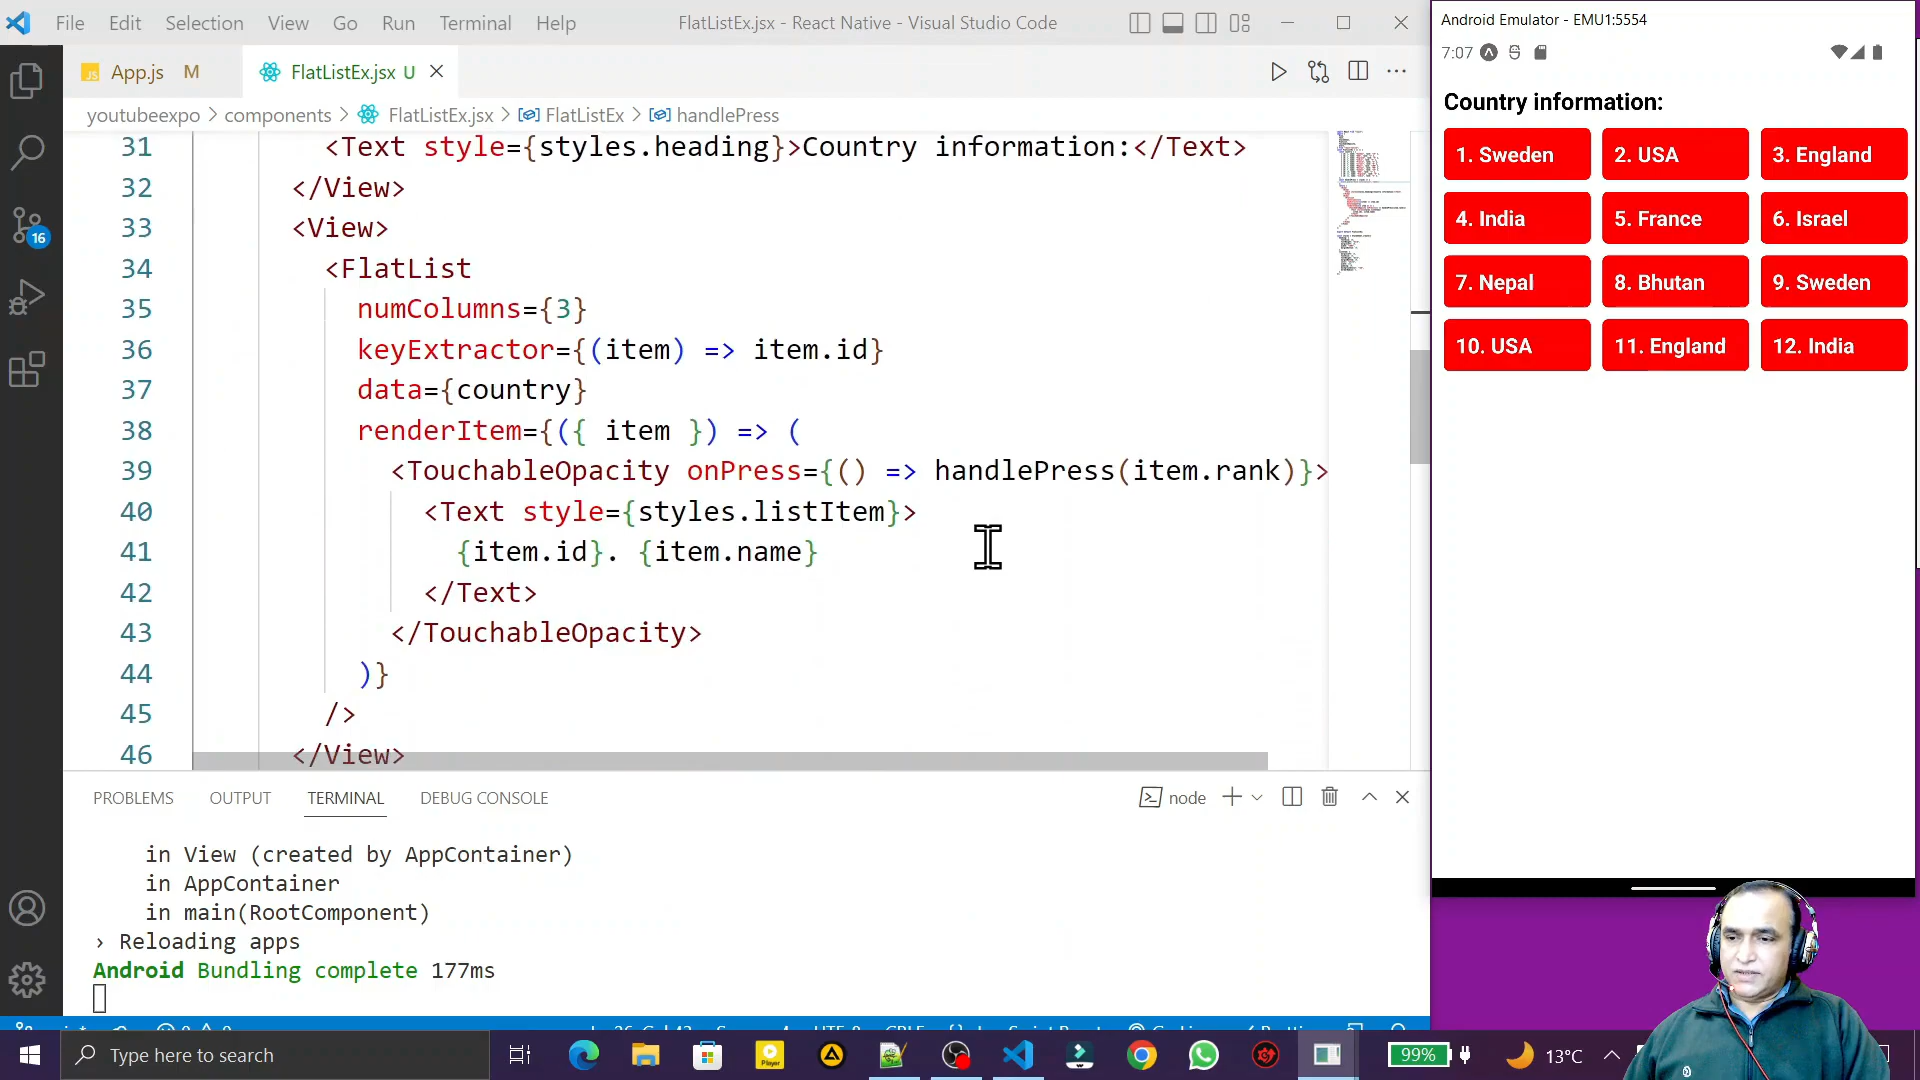 File Edit Selection View Go Run Terminal Help
FlatListEx.jsx - React Native - Visual Studio Code
JS App.js M
FlatListEx.jsx U
youtubeexpo > components > FlatListEx.jsx > FlatListEx > handlePress
31 <Text style={styles.heading}>Country information:</Text>
32 </View>
33 <View>
34 <FlatList
35 numColumns={3}
36 keyExtractor={(item) => item.id}
37 data={country}
38 renderItem={({ item }) => (
39 <TouchableOpacity onPress={() => handlePress(item.rank)}>
40 <Text style={styles.listItem}>
41 {item.id}. {item.name}
42 </Text>
43 </TouchableOpacity>
44 )}
45 />
46 </View>
16
PROBLEMS OUTPUT TERMINAL DEBUG CONSOLE
node
in View (created by AppContainer)
in AppContainer
in main(RootComponent)
› Reloading apps
Android Bundling complete 177ms
Android Emulator - EMU1:5554
7:07
Country information:
1. Sweden 2. USA 3. England
4. India 5. France 6. Israel
7. Nepal 8. Bhutan 9. Sweden
10. USA 11. England 12. India
Type here to search
Player
99%
13°C